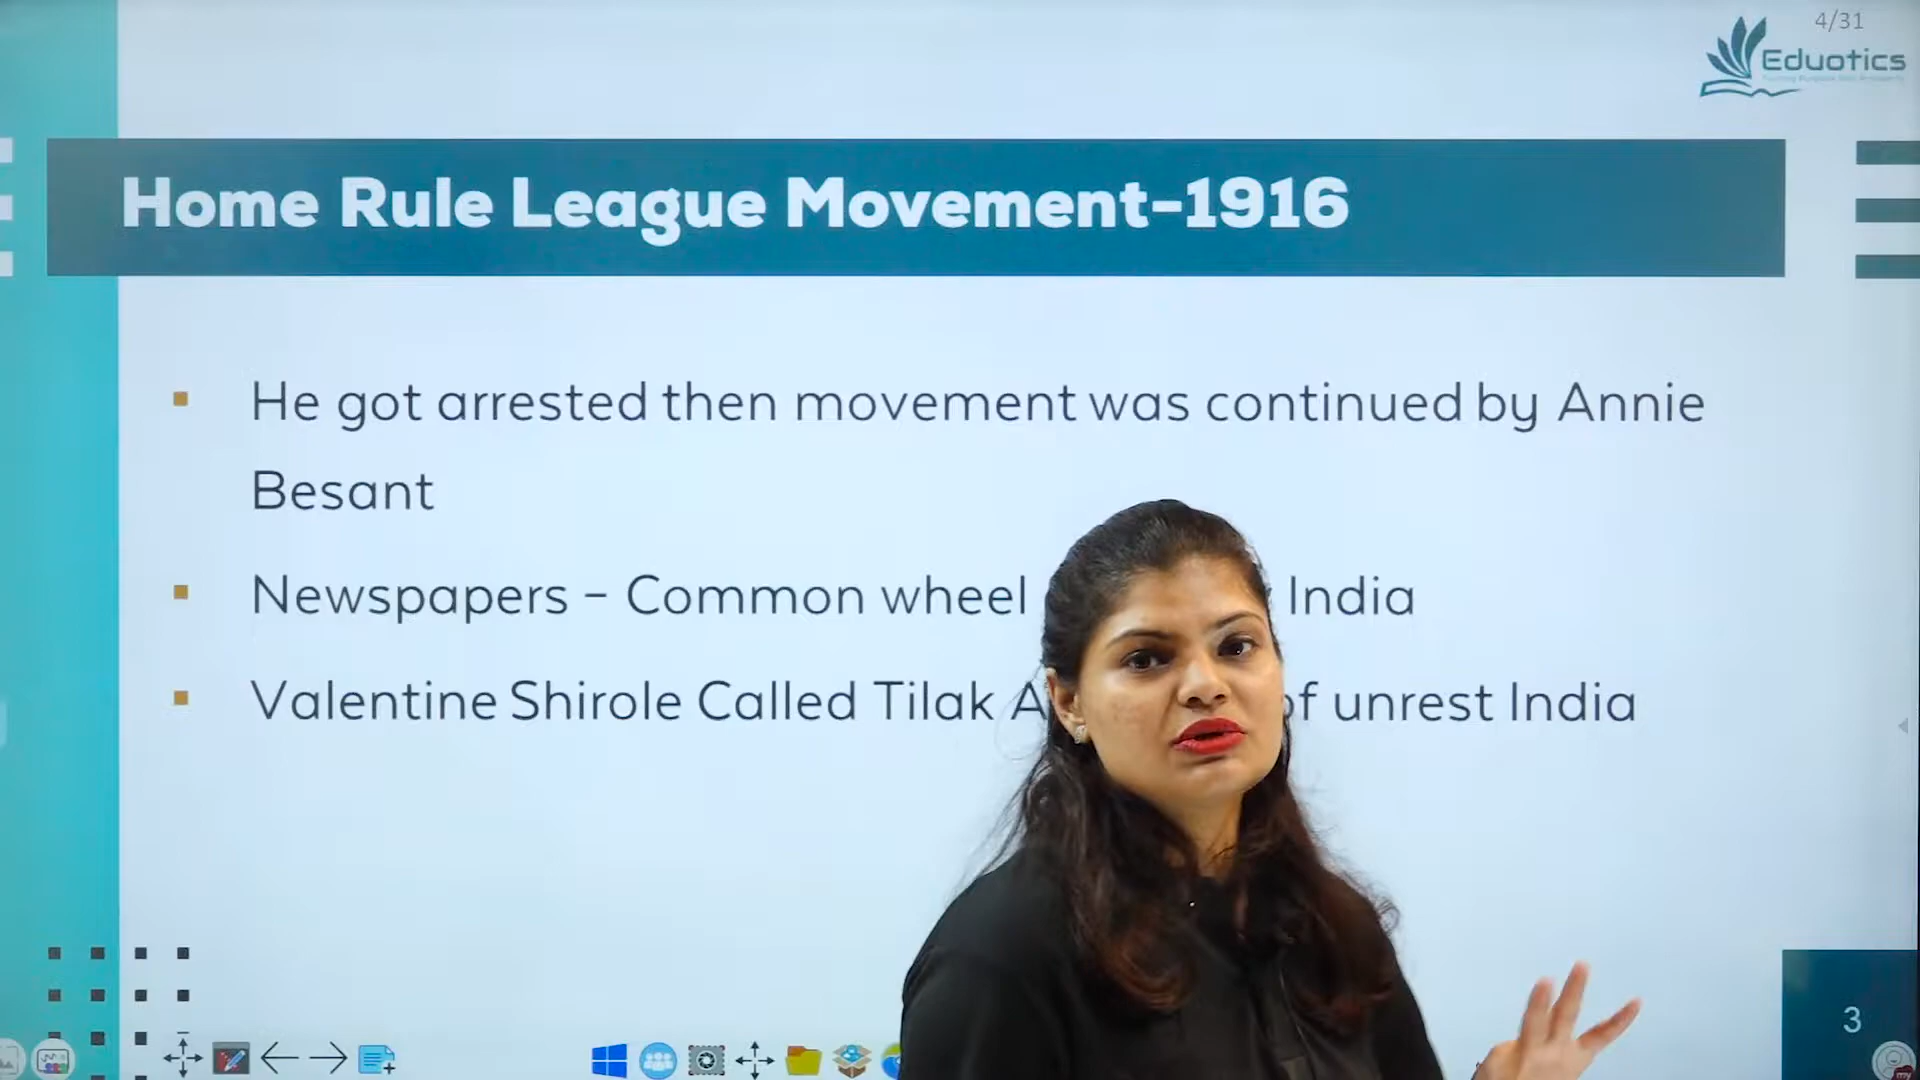 4/31
Eduotics
Home Rule League Movement-1916
He got arrested then movement was continued by Annie
Besant
Newspapers – Common wheel India
Valentine Shirole Called Tilak of unrest India
3